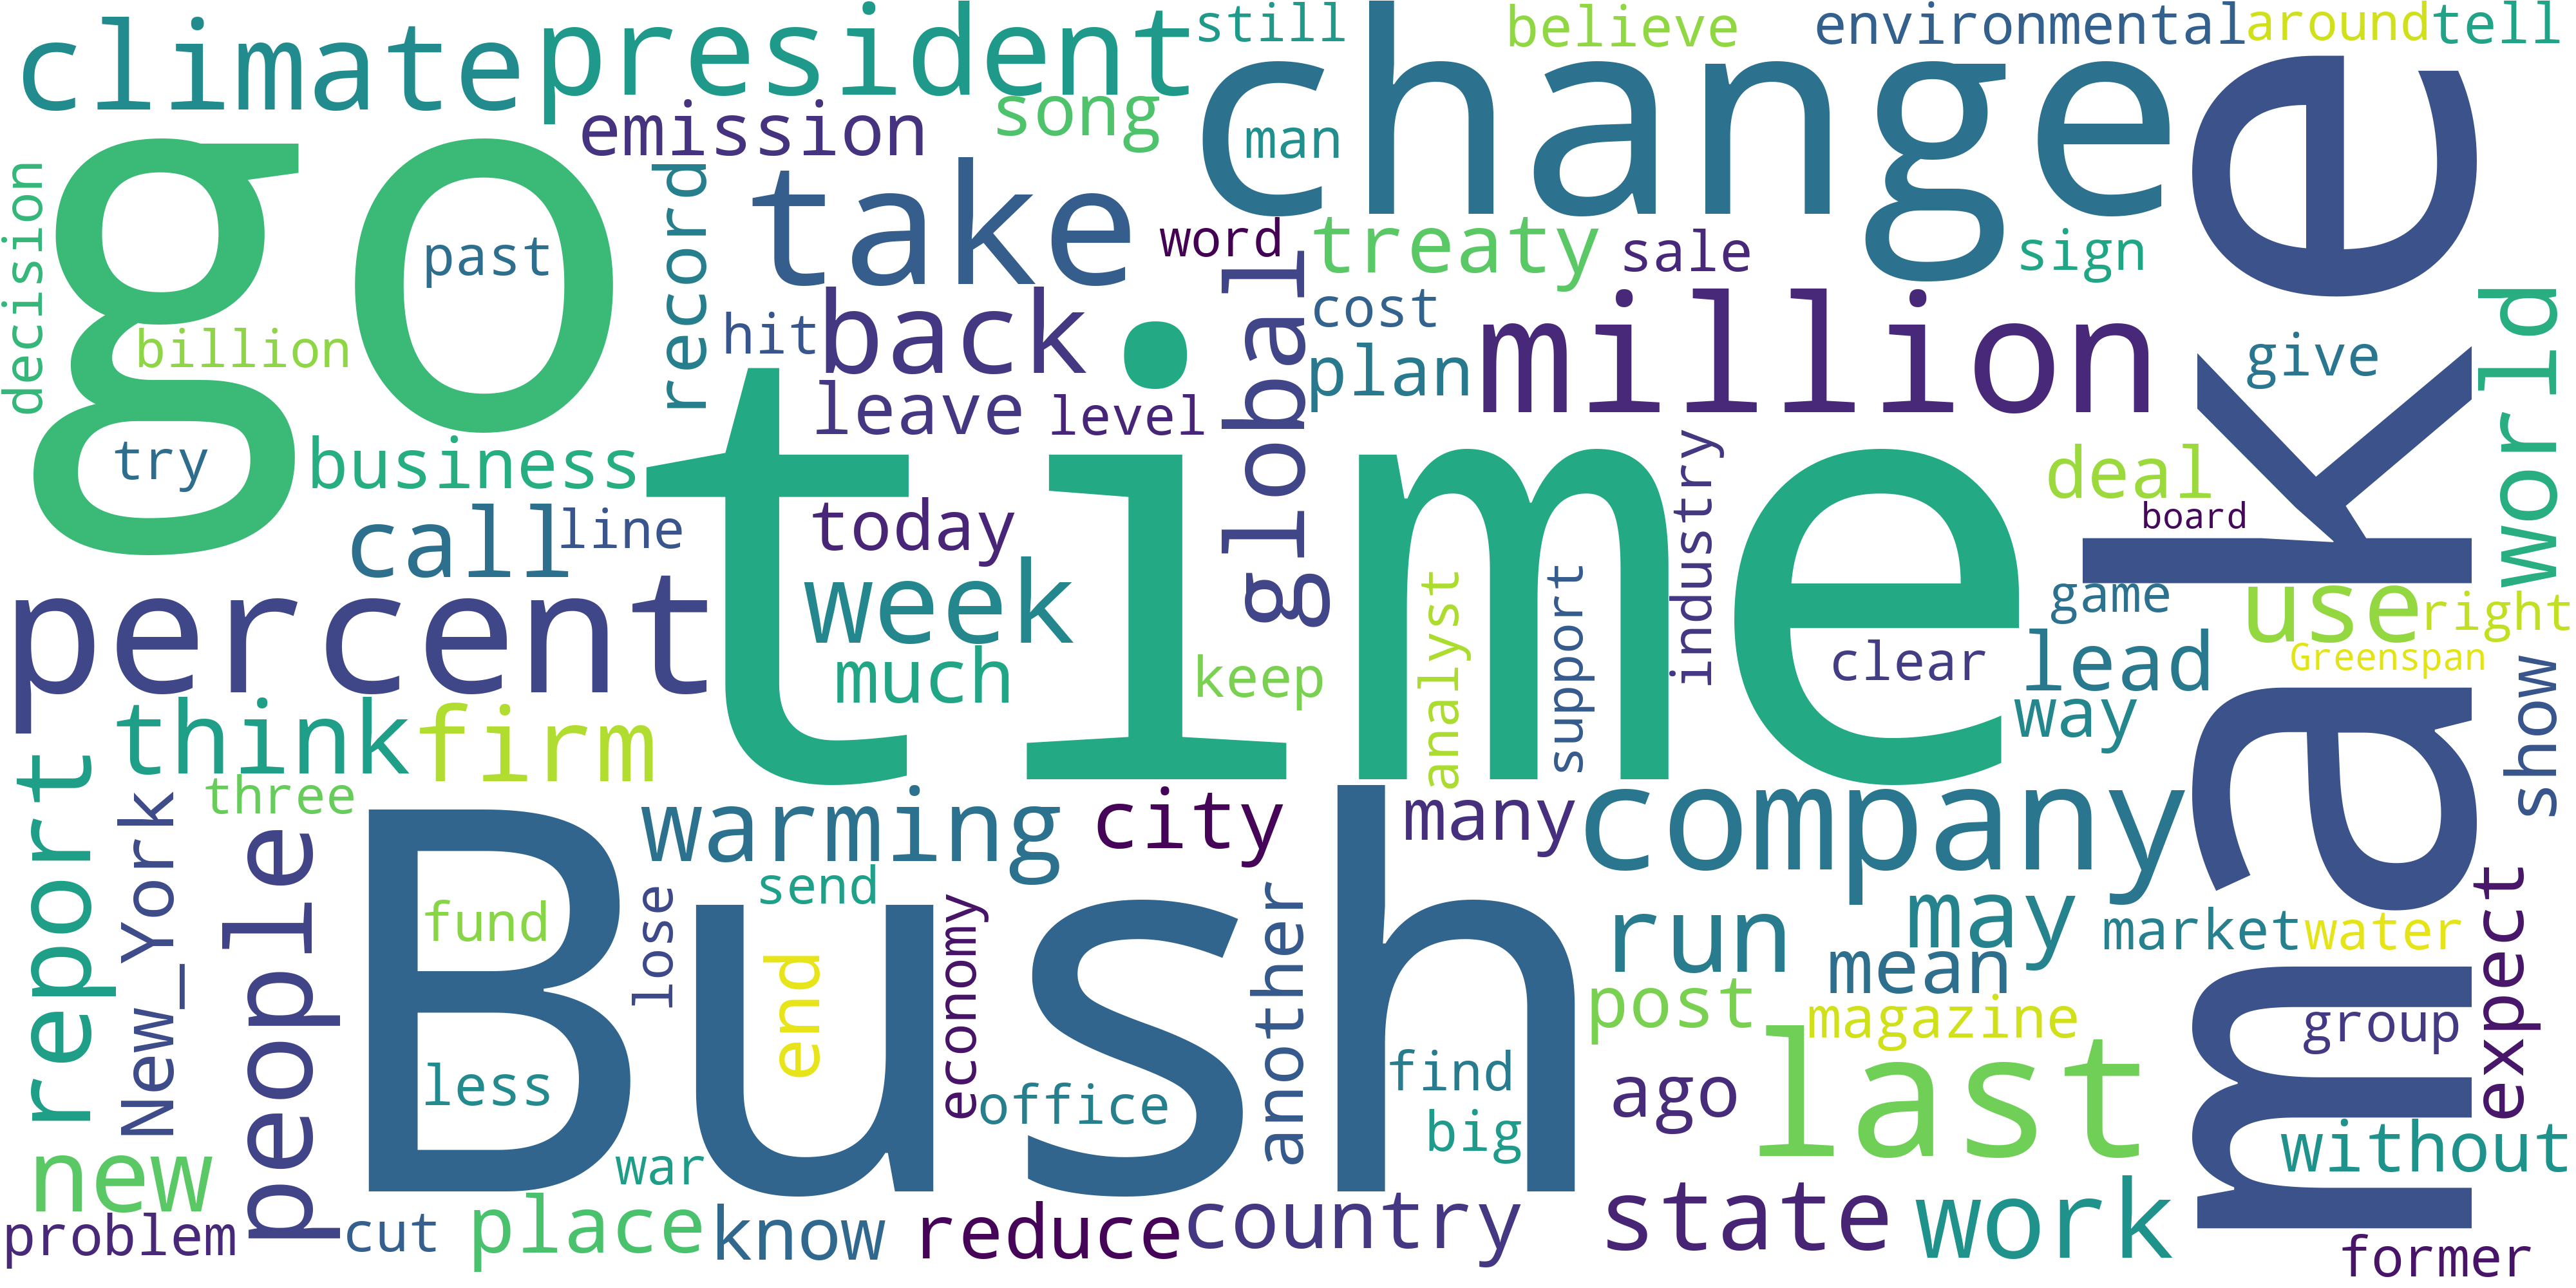 climate
president
still
believe
environmental
around
tell
change
emission
song
man
go
take
record
decision
past
word
treaty
sale
sign
make
back
hit
global
cost
plan
million
give
world
billion
leave
level
try
business
time
industry
deal
board
call
line
today
week
percent
much
keep
analyst
support
clear
game
lead
use
right
Greenspan
way
show
think
firm
report
three
New_York
people
Bush
warming
city
many
company
fund
send
lose
end
economy
another
run
may
market
water
mean
expect
post
magazine
group
less
office
find
big
ago
last
without
new
war
problem
cut
place
know
reduce
country
state
work
former